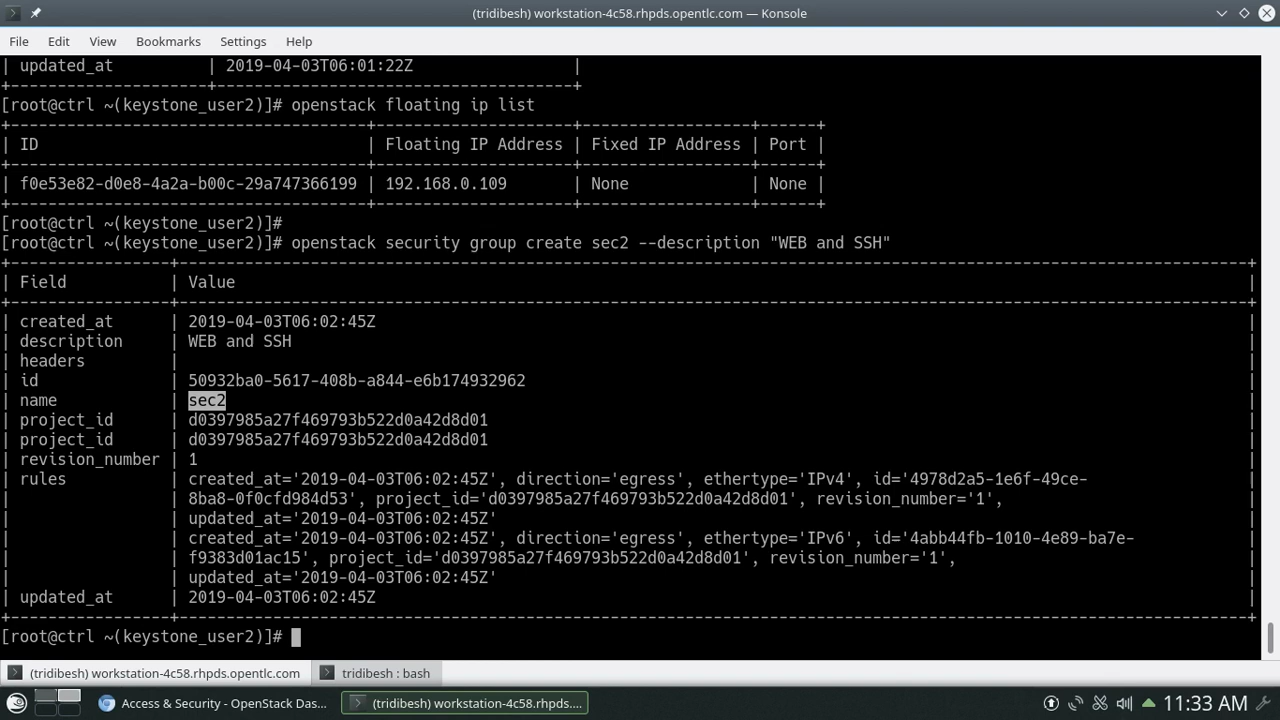 (tridibesh) workstation-4c58.rhpds.opentlc.com — Konsole
File Edit View Bookmarks Settings Help
| updated_at | 2019-04-03T06:01:22Z |
[root@ctrl ~(keystone_user2)]# openstack floating ip list
| ID | Floating IP Address | Fixed IP Address | Port |
| f0e53e82-d0e8-4a2a-b00c-29a747366199 | 192.168.0.109 | None | None |
[root@ctrl ~(keystone_user2)]#
[root@ctrl ~(keystone_user2)]# openstack security group create sec2 --description "WEB and SSH"
| Field | Value |
| created_at | 2019-04-03T06:02:45Z |
| description | WEB and SSH |
| headers | |
| id | 50932ba0-5617-408b-a844-e6b174932962 |
| name | sec2 |
| project_id | d0397985a27f469793b522d0a42d8d01 |
| project_id | d0397985a27f469793b522d0a42d8d01 |
| revision_number | 1 |
| rules | created_at='2019-04-03T06:02:45Z', direction='egress', ethertype='IPv4', id='4978d2a5-1e6f-49ce- |
| | 8ba8-0f0cfd984d53', project_id='d0397985a27f469793b522d0a42d8d01', revision_number='1', |
| | updated_at='2019-04-03T06:02:45Z' |
| | created_at='2019-04-03T06:02:45Z', direction='egress', ethertype='IPv6', id='4abb44fb-1010-4e89-ba7e- |
| | f9383d01ac15', project_id='d0397985a27f469793b522d0a42d8d01', revision_number='1', |
| | updated_at='2019-04-03T06:02:45Z' |
| updated_at | 2019-04-03T06:02:45Z |
[root@ctrl ~(keystone_user2)]#
(tridibesh) workstation-4c58.rhpds.opentlc.com tridibesh : bash
Access & Security - OpenStack Das... (tridibesh) workstation-4c58.rhpds.... 11:33 AM